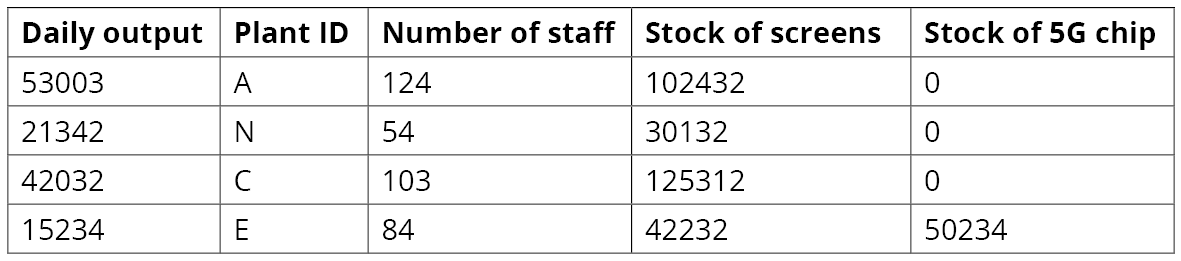 Daily output Plant ID Number of staff Stock of screens Stock of 5G chip
53003 A 124 102432 0
21342 N 54 30132 0
42032 C 103 125312 0
15234 E 84 42232 50234